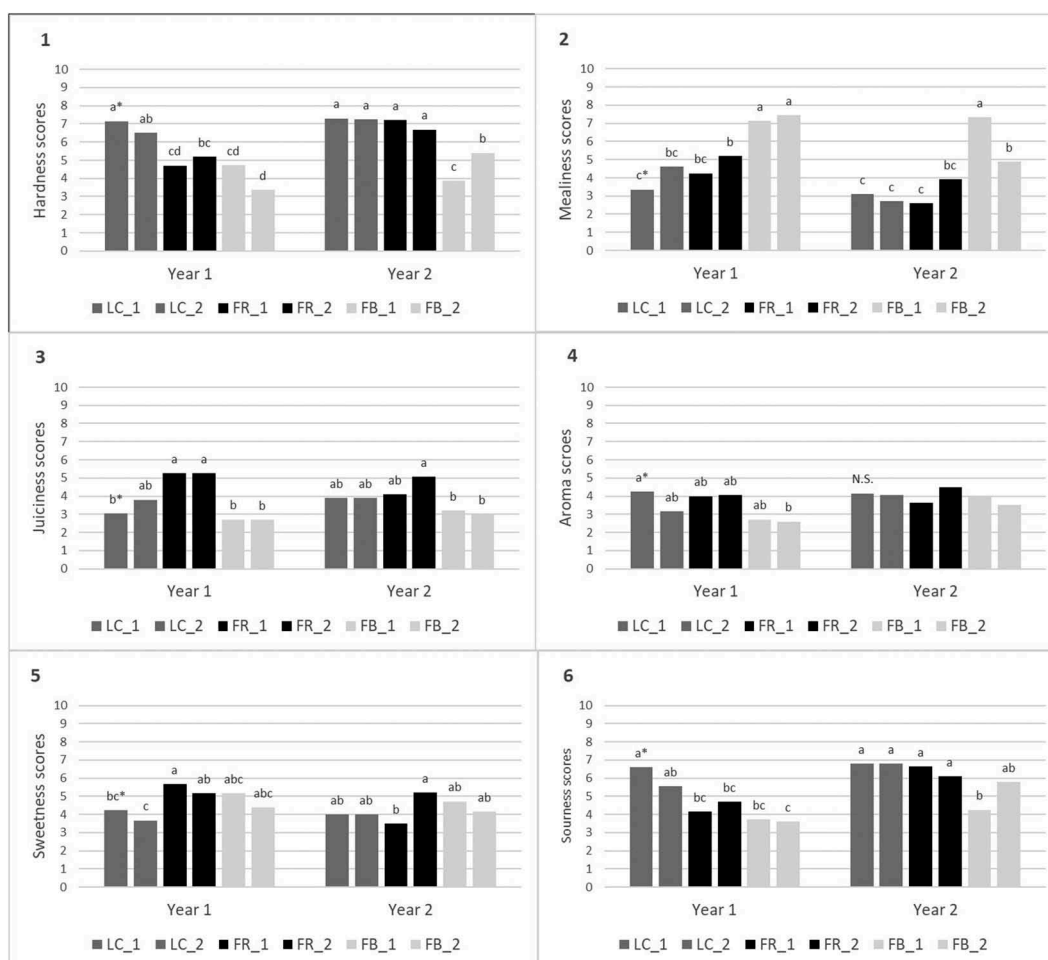 1
10
9
8
7
6
5
4
3
2
1
0
Hardness scores
a* ab cd bc cd d
a a a a c b
Year 1 Year 2
LC_1 LC_2 FR_1 FR_2 FB_1 FB_2
2
10
9
8
7
6
5
4
3
2
1
0
Mealiness scores
c* bc bc b a a
c c c bc a b
Year 1 Year 2
LC_1 LC_2 FR_1 FR_2 FB_1 FB_2
3
10
9
8
7
6
5
4
3
2
1
0
Juiciness scores
b* ab a a b b
ab ab ab a b b
Year 1 Year 2
LC_1 LC_2 FR_1 FR_2 FB_1 FB_2
4
10
9
8
7
6
5
4
3
2
1
0
Aroma scroes
a* ab ab ab ab b
N.S.
Year 1 Year 2
LC_1 LC_2 FR_1 FR_2 FB_1 FB_2
5
10
9
8
7
6
5
4
3
2
1
0
Sweetness scores
bc* c a ab abc abc
ab ab b a ab ab
Year 1 Year 2
LC_1 LC_2 FR_1 FR_2 FB_1 FB_2
6
10
9
8
7
6
5
4
3
2
1
0
Sourness scores
a* ab bc bc bc c
a a a a b ab
Year 1 Year 2
LC_1 LC_2 FR_1 FR_2 FB_1 FB_2